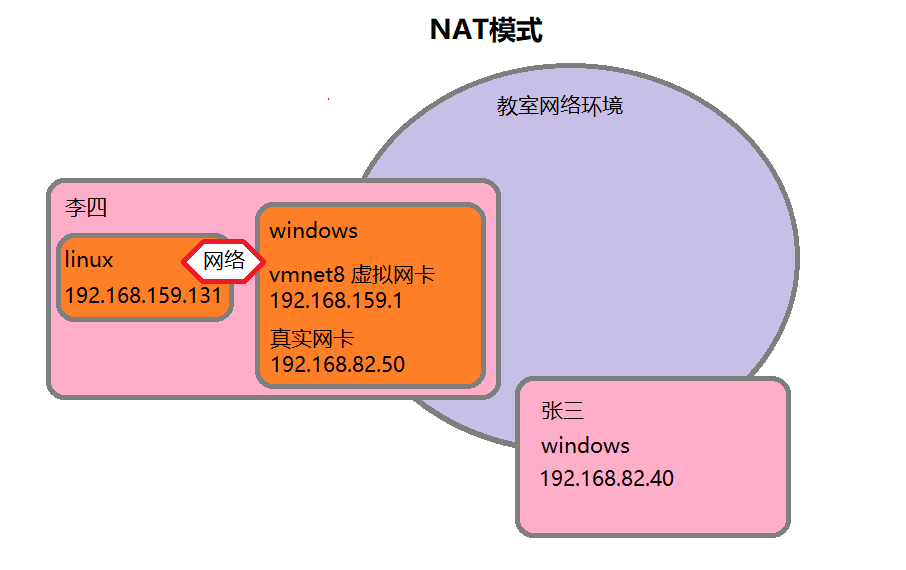 NAT模式
教室网络环境
李四
linux
192.168.159.131
网络
windows
vmnet8 虚拟网卡
192.168.159.1
真实网卡
192.168.82.50
张三
windows
192.168.82.40